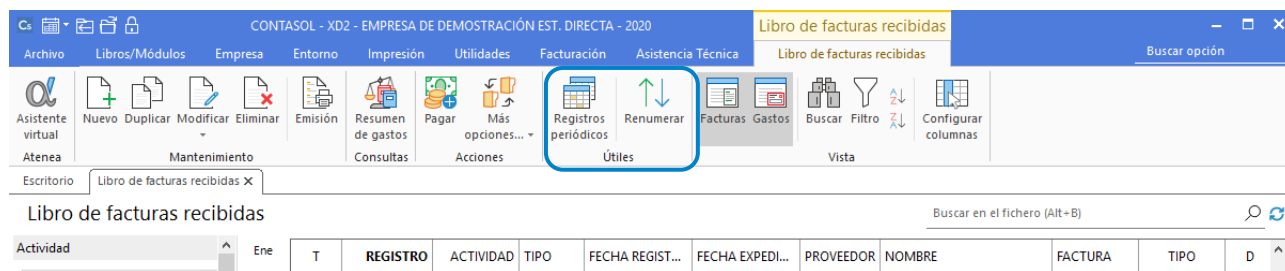 Cs CONTASOL - XD2 - EMPRESA DE DEMOSTRACIÓN EST. DIRECTA - 2020 Libro de facturas recibidas
Archivo Libros/Módulos Empresa Entorno Impresión Utilidades Facturación Asistencia Técnica Libro de facturas recibidas Buscar opción
Asistente virtual Nuevo Duplicar Modificar Eliminar Emisión Resumen de gastos Pagar Más opciones... Registros periódicos Renumerar Facturas Gastos Buscar Filtro Configurar columnas
Atenea Mantenimiento Consultas Acciones Útiles Vista
Escritorio Libro de facturas recibidas X
Libro de facturas recibidas Buscar en el fichero (Alt+B)
Actividad Ene T REGISTRO ACTIVIDAD TIPO FECHA REGIST... FECHA EXPEDI... PROVEEDOR NOMBRE FACTURA TIPO D